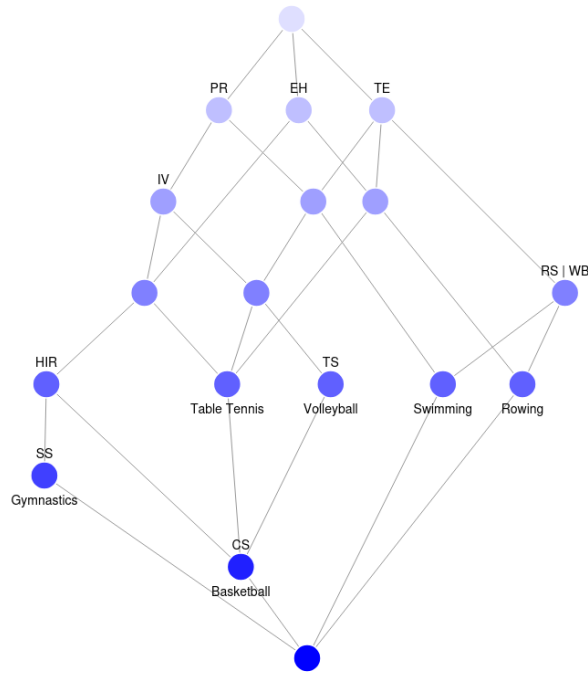 PR
EH
TE
IV
RS | WB
HIR
TS
Table Tennis
Volleyball
Swimming
Rowing
SS
Gymnastics
CS
Basketball